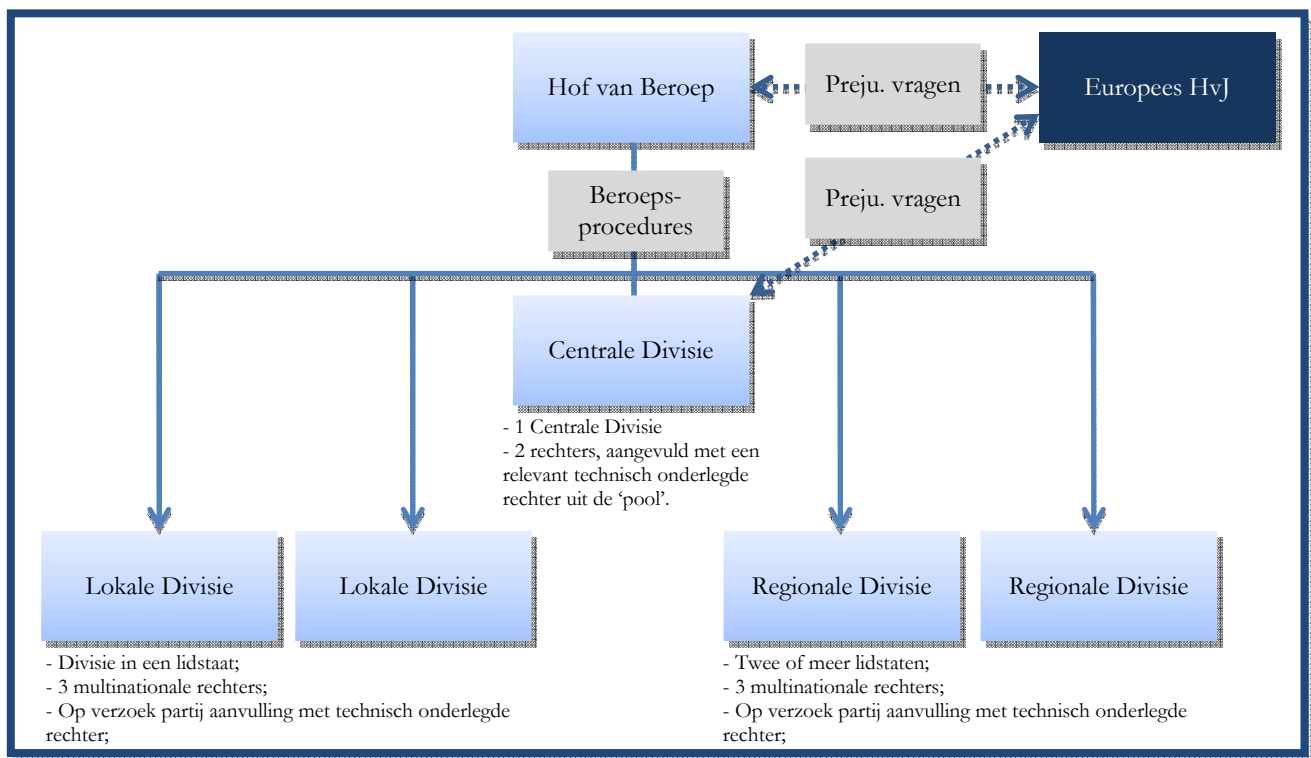 Hof van Beroep
Preju. vragen
Europees HvJ
Beroeps-
procedures
Preju. vragen
Centrale Divisie
- 1 Centrale Divisie
- 2 rechters, aangevuld met een
relevant technisch onderlegde
rechter uit de ‘pool’.
Lokale Divisie
Lokale Divisie
Regionale Divisie
Regionale Divisie
- Divisie in een lidstaat;
- 3 multinationale rechters;
- Op verzoek partij aanvulling met technisch onderlegde
rechter;
- Twee of meer lidstaten;
- 3 multinationale rechters;
- Op verzoek partij aanvulling met technisch onderlegde
rechter;